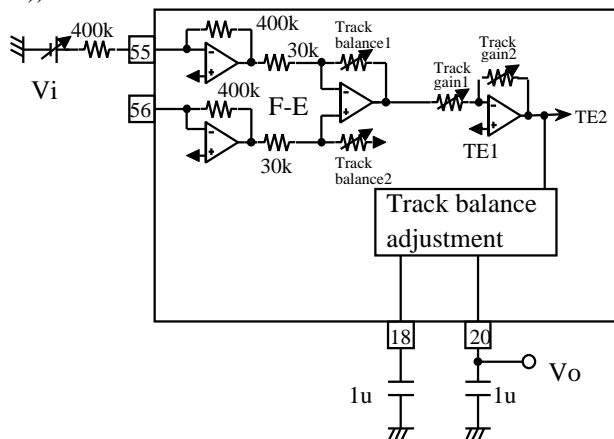 400k
Track
balance1
400k
30k
55
Track
gain1
Track
gain2
Vi
400k
F-E
56
TE2
30k
Track
balance2
TE1
Track balance
adjustment
18
20
Vo
1u
1u